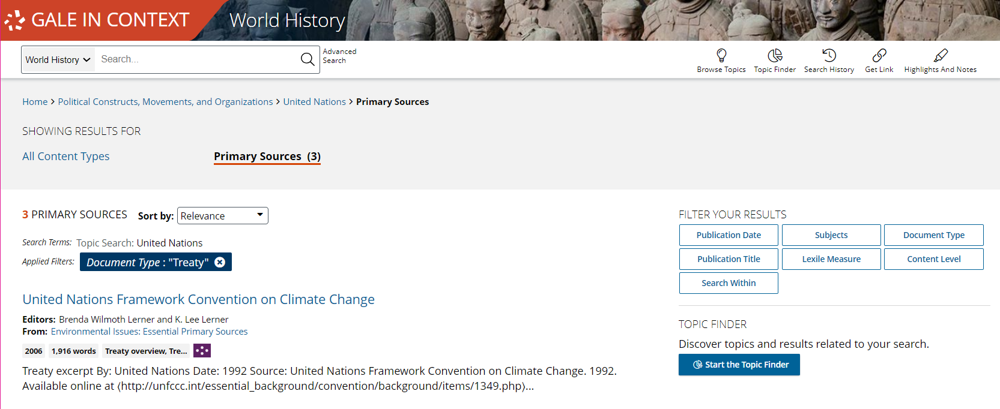 GALE IN CONTEXT World History
World History Search... Advanced Search
Browse Topics Topic Finder Search History Get Link Highlights And Notes
Home > Political Constructs, Movements, and Organizations > United Nations > Primary Sources
SHOWING RESULTS FOR
All Content Types Primary Sources (3)
3 PRIMARY SOURCES Sort by: Relevance
Search Terms: Topic Search: United Nations
Applied Filters: Document Type : "Treaty"
United Nations Framework Convention on Climate Change
Editors: Brenda Wilmoth Lerner and K. Lee Lerner
From: Environmental Issues: Essential Primary Sources
2006 1,916 words Treaty overview, Tre...
Treaty excerpt By: United Nations Date: 1992 Source: United Nations Framework Convention on Climate Change. 1992.
Available online at ⟨http://unfccc.int/essential_background/convention/background/items/1349.php⟩...
FILTER YOUR RESULTS
Publication Date Subjects Document Type
Publication Title Lexile Measure Content Level
Search Within
TOPIC FINDER
Discover topics and results related to your search.
Start the Topic Finder